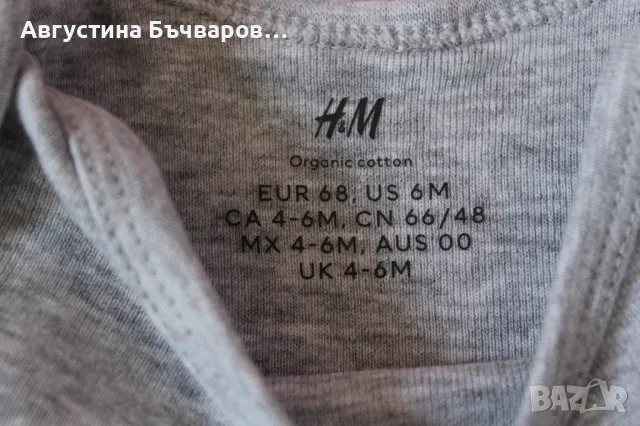 Августина Бъчваров...
H&M
Organic cotton
EUR 68, US 6M
CA 4-6M, CN 66/48
MX 4-6M, AUS 00
UK 4-6M
BAZAR